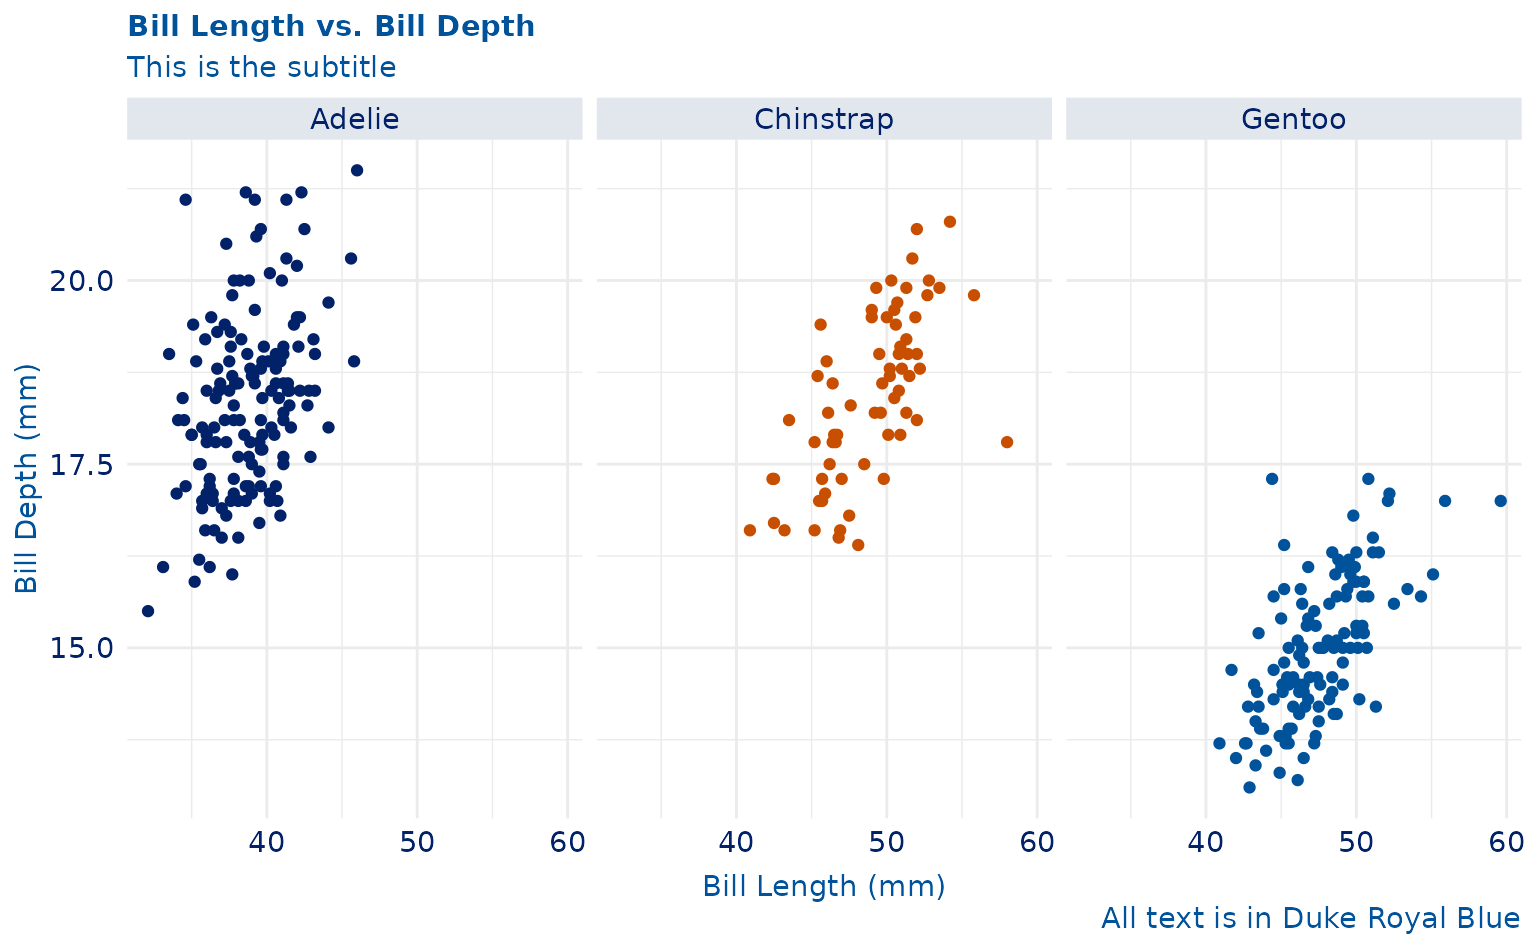 Bill Length vs. Bill Depth
This is the subtitle
Adelie Chinstrap Gentoo
Bill Depth (mm)
20.0
17.5
15.0
40 50 60 40 50 60 40 50 60
Bill Length (mm)
All text is in Duke Royal Blue